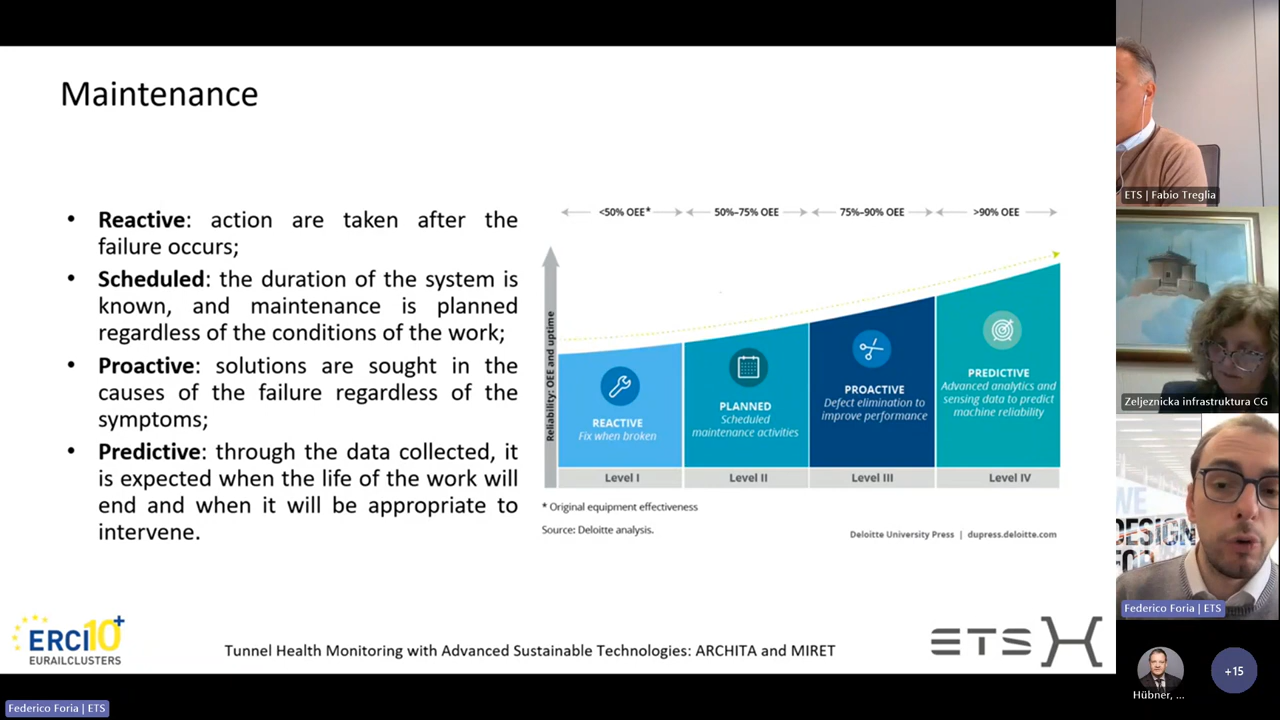 Maintenance
• Reactive: action are taken after the
failure occurs;
• Scheduled: the duration of the system is
known, and maintenance is planned
regardless of the conditions of the work;
• Proactive: solutions are sought in the
causes of the failure regardless of the
symptoms;
• Predictive: through the data collected, it
is expected when the life of the work will
end and when it will be appropriate to
intervene.
<50% OEE*
50%–75% OEE
75%–90% OEE
>90% OEE
Reliability: OEE and uptime
REACTIVE
Fix when broken
PLANNED
Scheduled
maintenance activities
PROACTIVE
Defect elimination to
improve performance
PREDICTIVE
Advanced analytics and
sensing data to predict
machine reliability
Level I
Level II
Level III
Level IV
* Original equipment effectiveness
Source: Deloitte analysis.
Deloitte University Press | dupress.deloitte.com
ERCI10+
EURAILCLUSTERS
Tunnel Health Monitoring with Advanced Sustainable Technologies: ARCHITA and MIRET
ETS
Federico Foria | ETS
ETS | Fabio Treglia
Zeljeznicka infrastruktura CG
WE
DESIGN
FOR
Federico Foria | ETS
Hübner, ...
+15